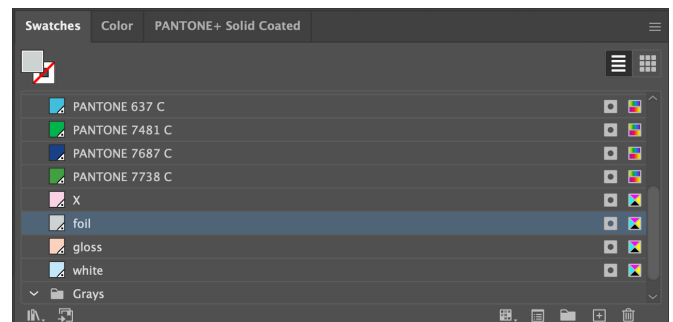 Swatches Color PANTONE+ Solid Coated
PANTONE 637 C
PANTONE 7481 C
PANTONE 7687 C
PANTONE 7738 C
X
foil
gloss
white
Grays